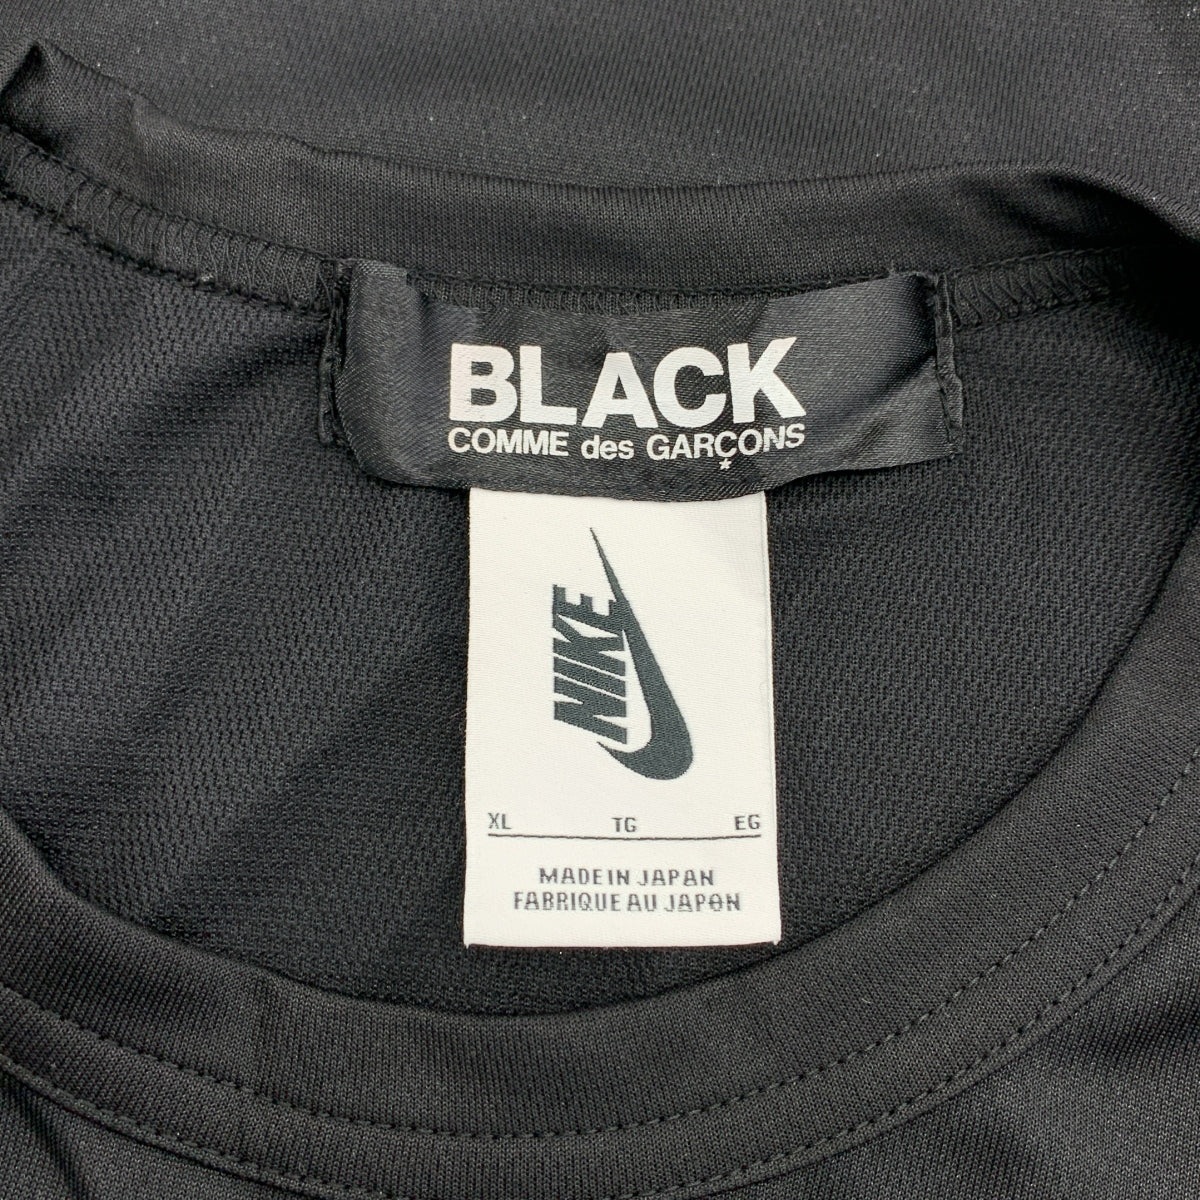 BLACK
COMME des GARÇONS
*
NIKE
XL TG EG
MADE IN JAPAN
FABRIQUE AU JAPON